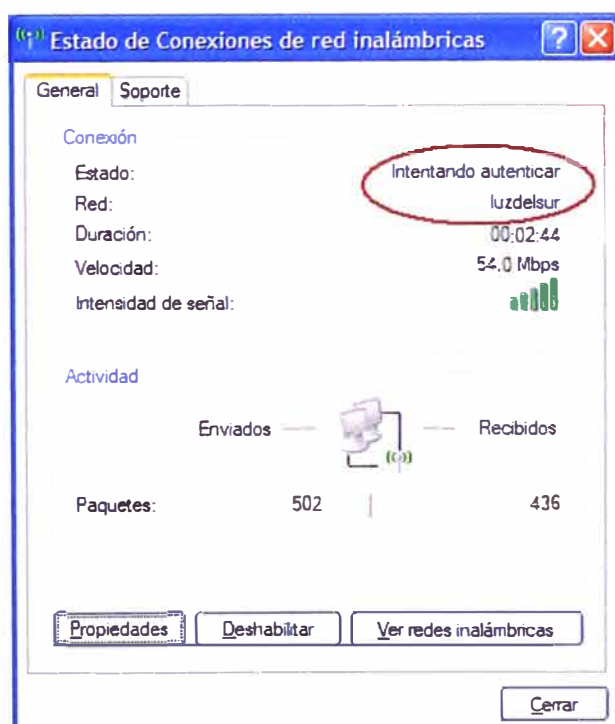 Estado de Conexiones de red inalámbricas
General Soporte
Conexión
Estado: Intentando autenticar
Red: luzdelsur
Duración: 00:02:44
Velocidad: 54.0 Mbps
Intensidad de señal:
Actividad
Enviados Recibidos
Paquetes: 502 436
Propiedades Deshabilitar Ver redes inalámbricas
Cerrar